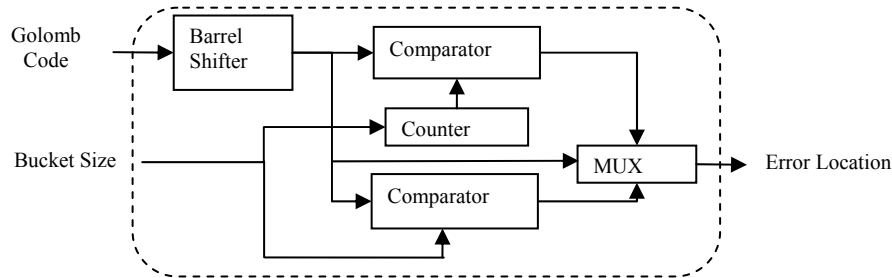 Golomb
Code
Barrel
Shifter
Comparator
Counter
Bucket Size
MUX
Error Location
Comparator